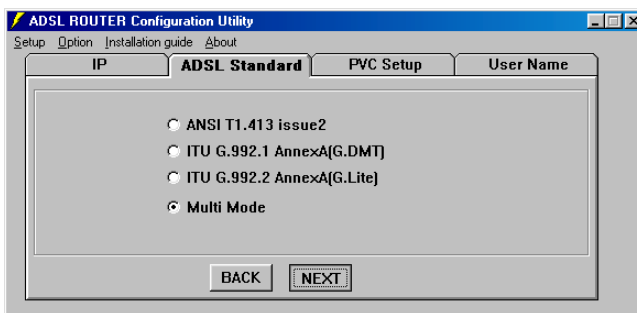 ADSL ROUTER Configuration Utility
Setup Option Installation guide About
IP ADSL Standard PVC Setup User Name
ANSI T1.413 issue2
ITU G.992.1 AnnexA(G.DMT)
ITU G.992.2 AnnexA(G.Lite)
Multi Mode
BACK NEXT